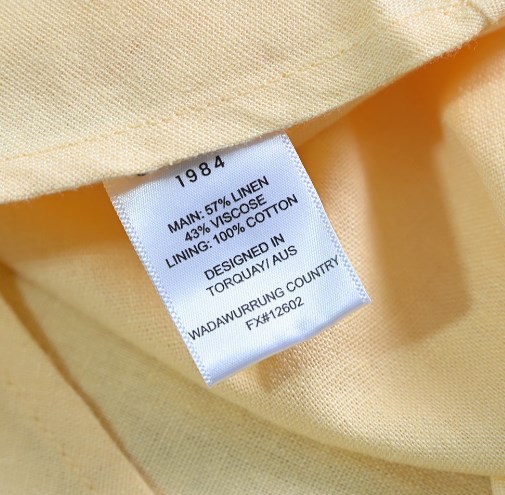 1984
MAIN: 57% LINEN
43% VISCOSE
LINING: 100% COTTON
DESIGNED IN
TORQUAY/ AUS
WADAWURRUNG COUNTRY
FX#12602